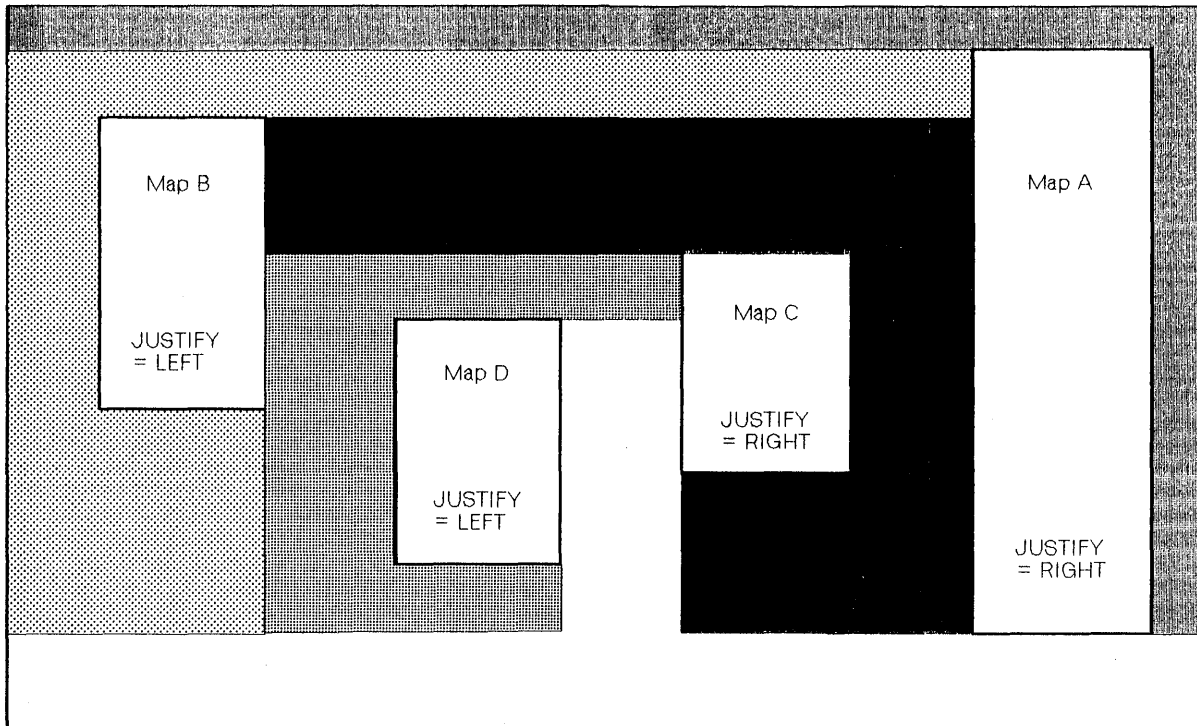 Map B
JUSTIFY
= LEFT
Map D
JUSTIFY
= LEFT
Map C
JUSTIFY
= RIGHT
Map A
JUSTIFY
= RIGHT